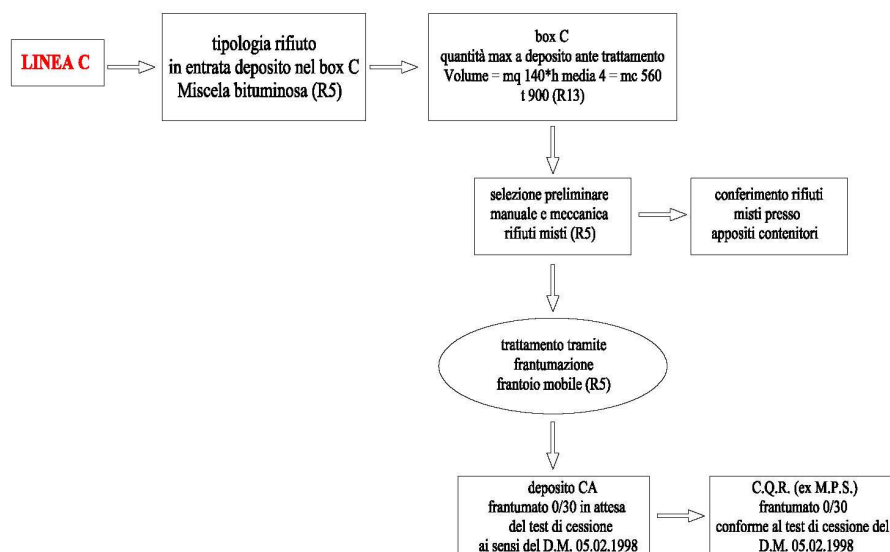 LINEA C
tipologia rifiuto
in entrata deposito nel box C
Miscela bituminosa (R5)
box C
quantità max a deposito ante trattamento
Volume = mq 140*h media 4 = mc 560
t 900 (R13)
selezione preliminare
manuale e meccanica
rifiuti misti (R5)
conferimento rifiuti
misti presso
appositi contenitori
trattamento tramite
frantumazione
frantoio mobile (R5)
deposito CA
frantumato 0/30 in attesa
del test di cessione
ai sensi del D.M. 05.02.1998
C.Q.R. (ex M.P.S.)
frantumato 0/30
conforme al test di cessione del
D.M. 05.02.1998